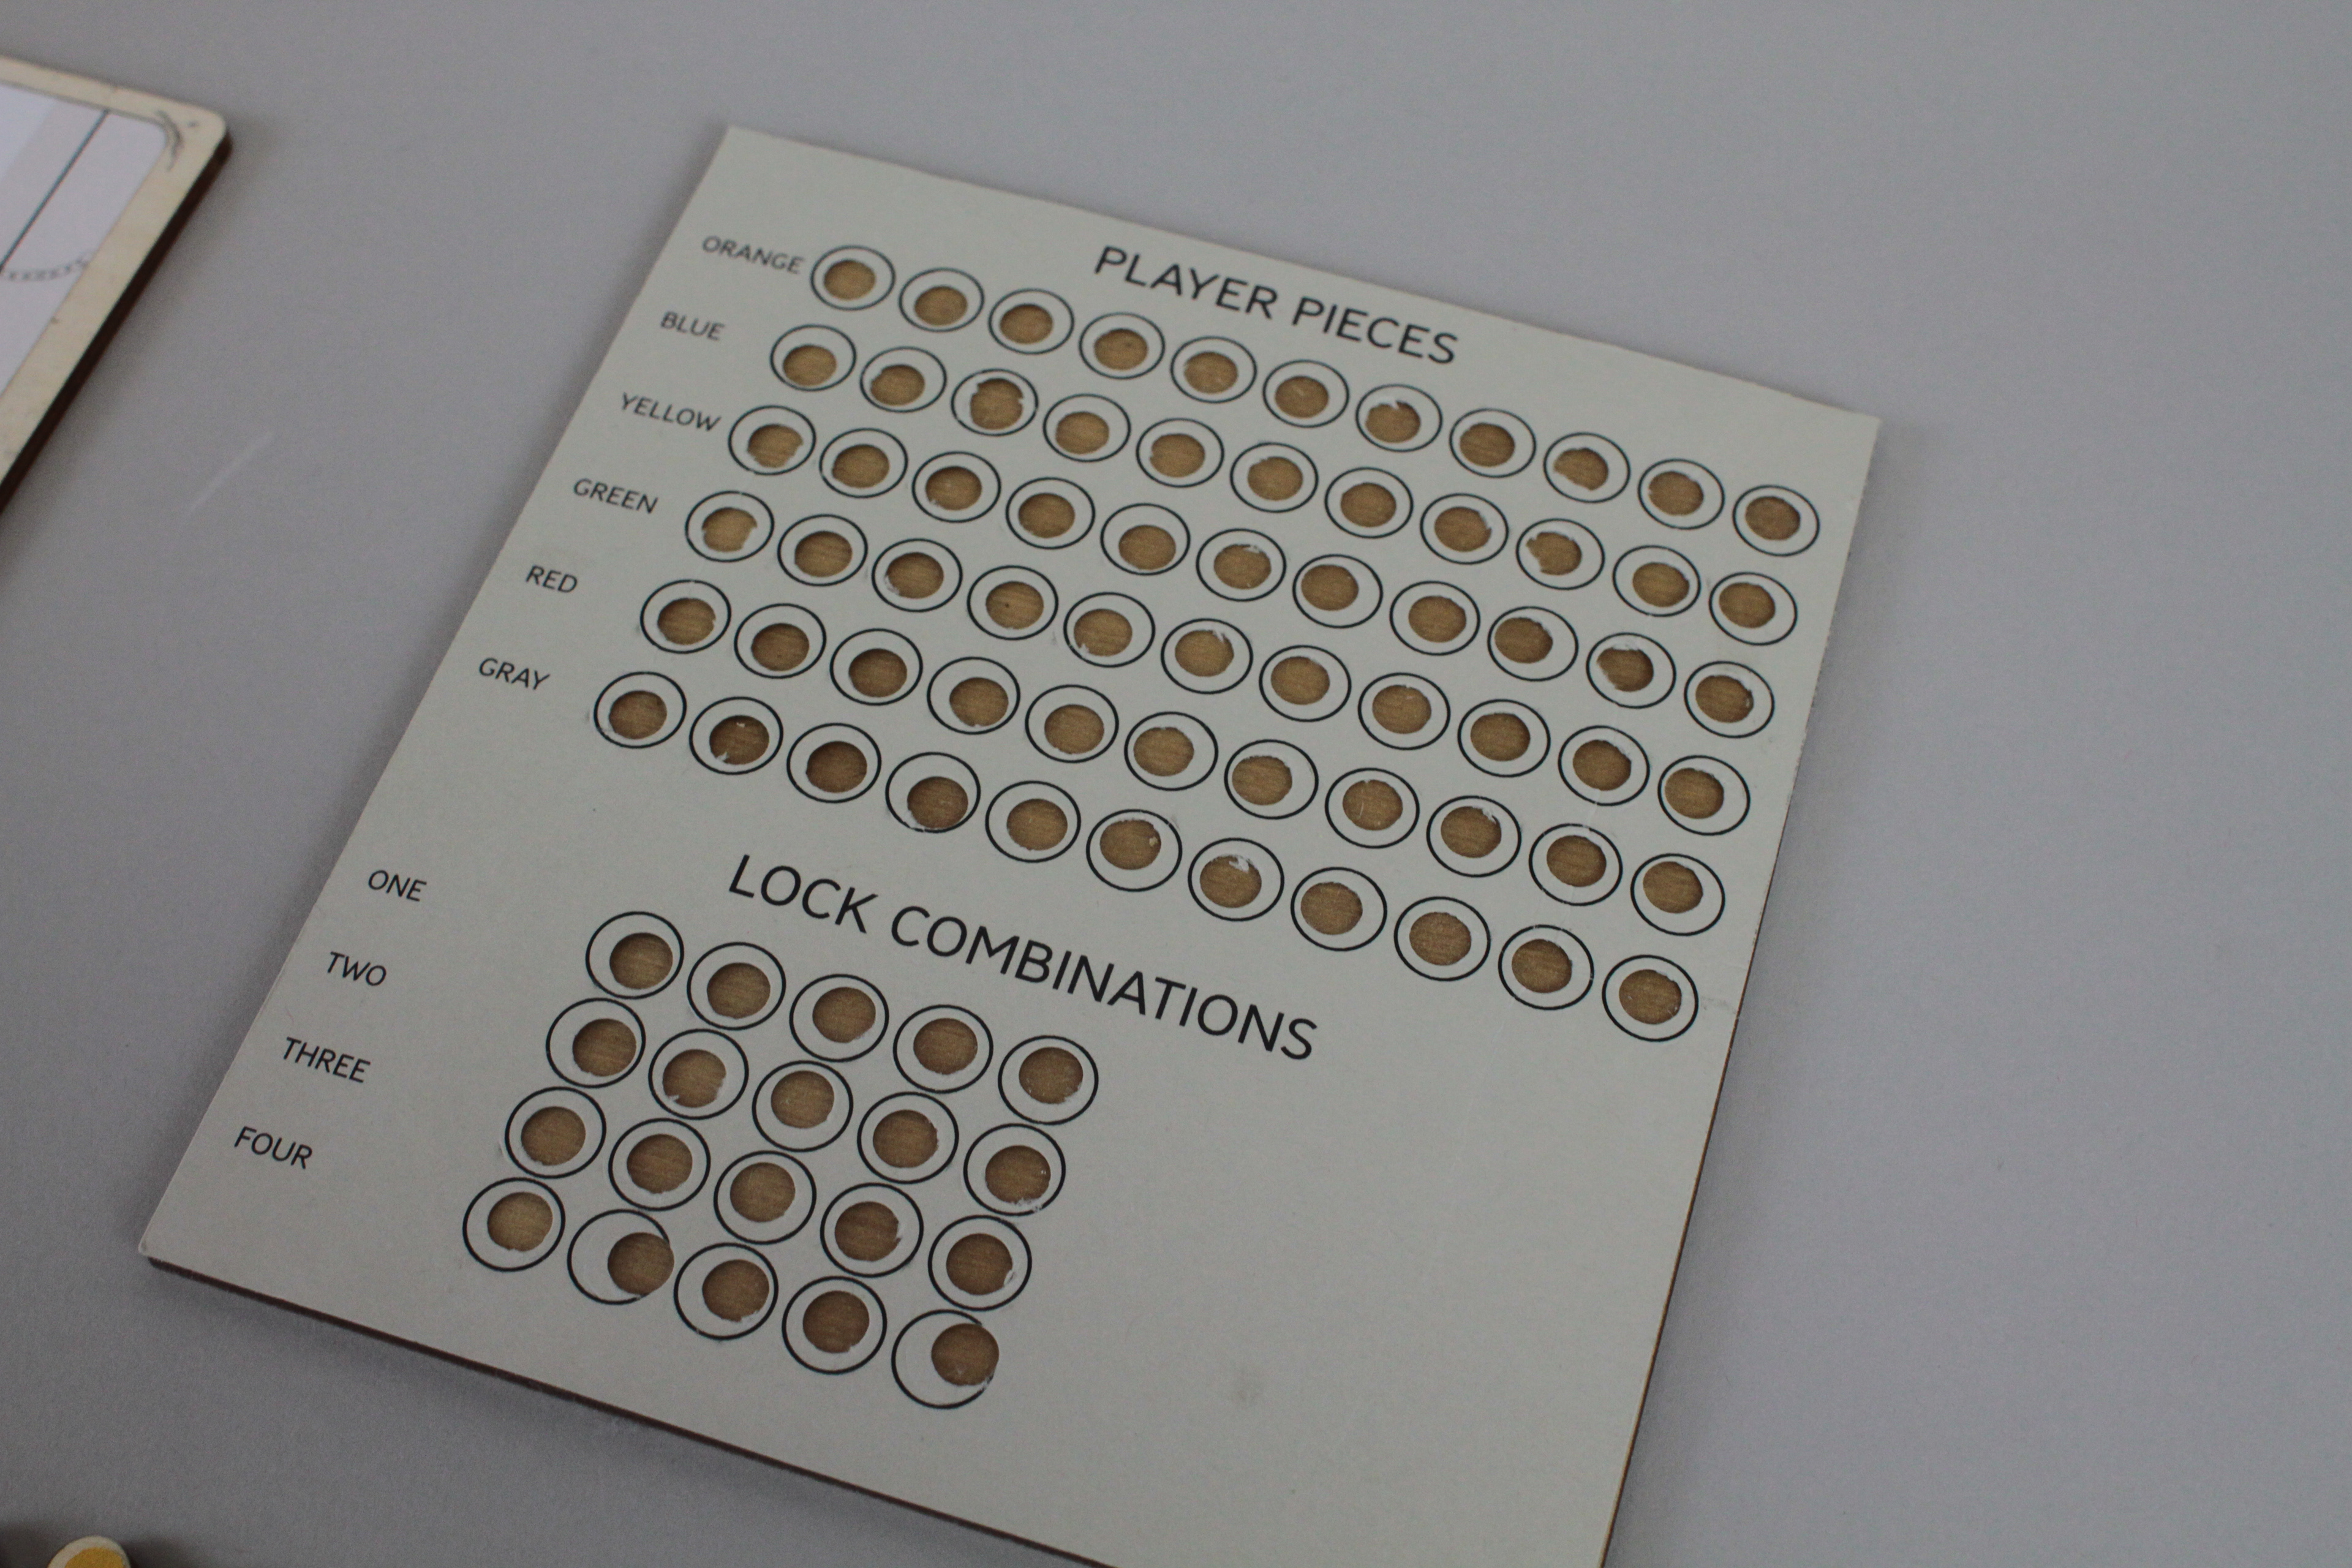 PLAYER PIECES
ORANGE
BLUE
YELLOW
GREEN
RED
GRAY
LOCK COMBINATIONS
ONE
TWO
THREE
FOUR